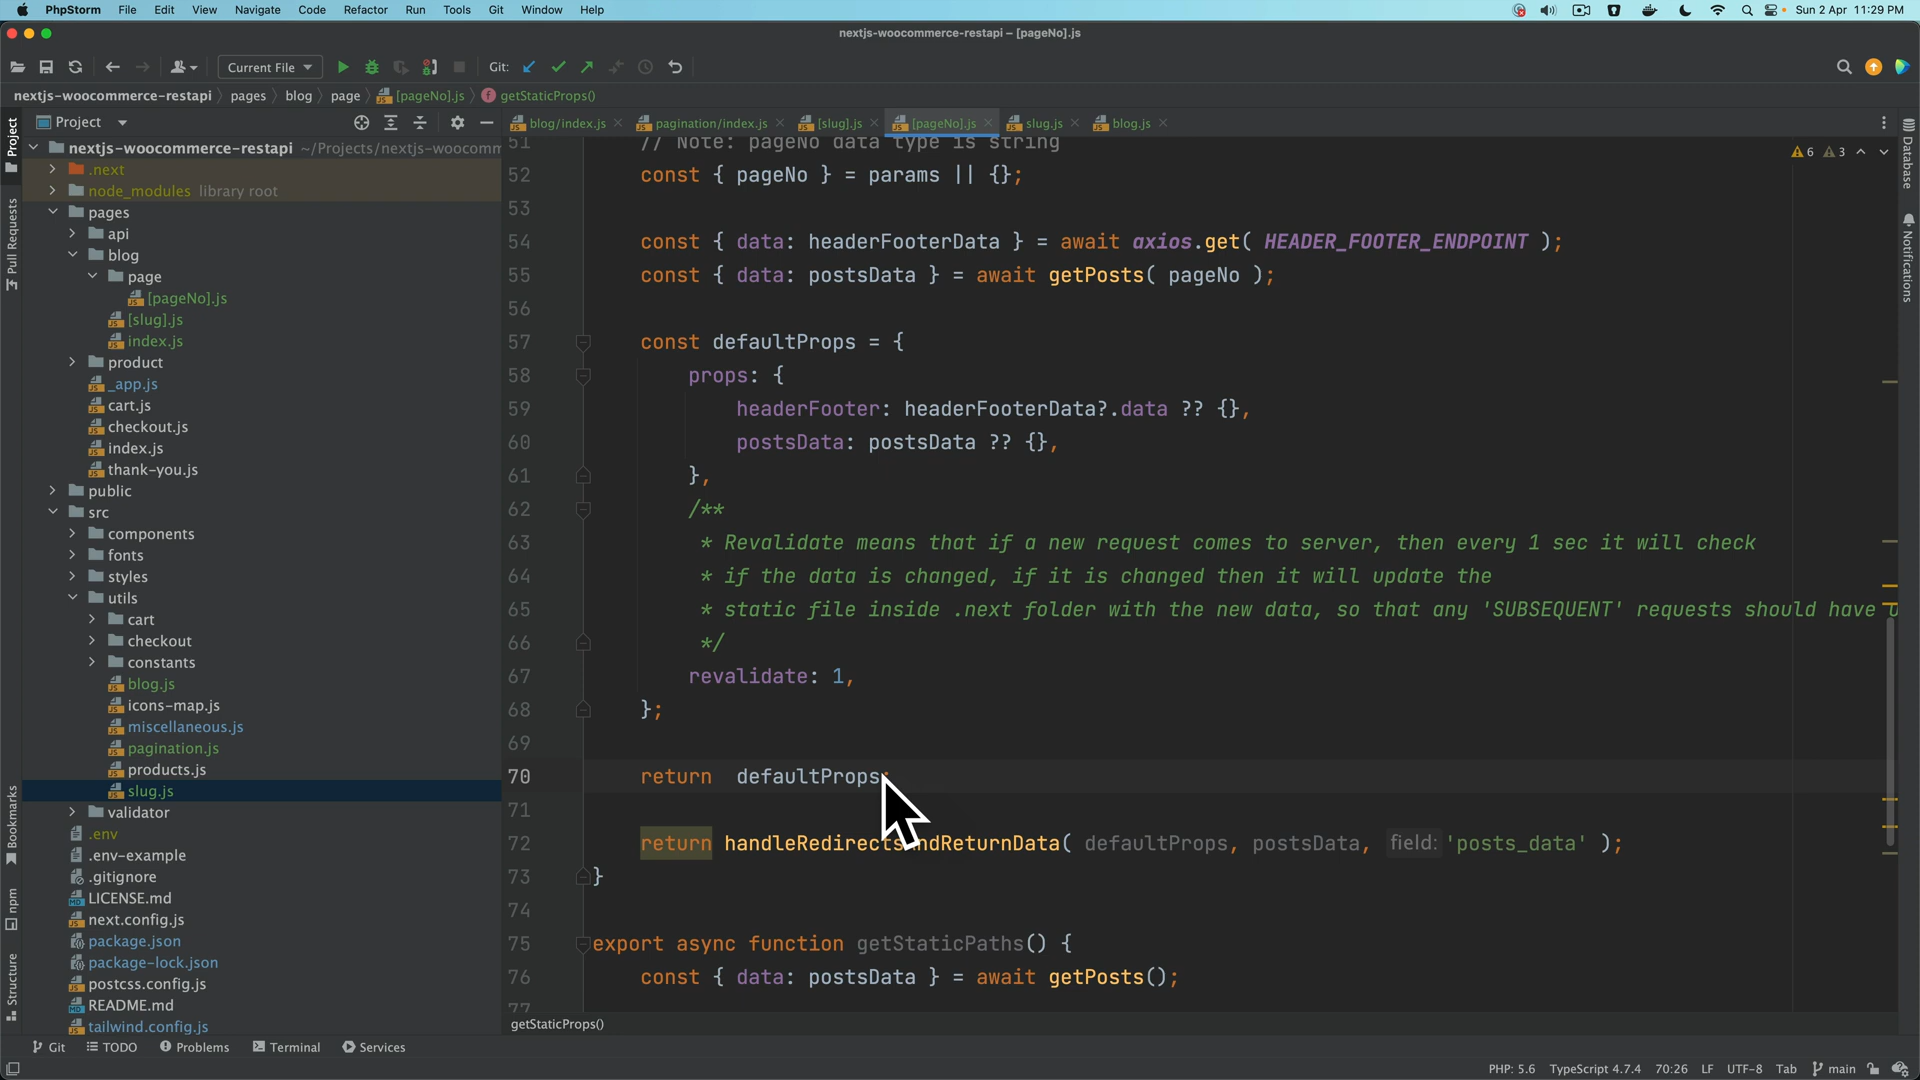 PhpStorm File Edit View Navigate Code Refactor Run Tools Git Window Help Sun 2 Apr 11:29 PM
nextjs-woocommerce-restapi – [pageNo].js
Current File Git:
nextjs-woocommerce-restapi pages blog page [pageNo].js getStaticProps()
Project
blog/index.js pagination/index.js [slug].js [pageNo].js slug.js blog.js
nextjs-woocommerce-restapi ~/Projects/nextjs-woocomm
.next
node_modules library root
pages
api
blog
page
[pageNo].js
[slug].js
index.js
product
_app.js
cart.js
checkout.js
index.js
thank-you.js
public
src
components
fonts
styles
utils
cart
checkout
constants
blog.js
icons-map.js
miscellaneous.js
pagination.js
products.js
slug.js
validator
.env
.env-example
.gitignore
LICENSE.md
next.config.js
package.json
package-lock.json
postcss.config.js
README.md
tailwind.config.js
Project
Pull Requests
Bookmarks
npm
Structure
51 // Note: pageNo data type is string
52 const { pageNo } = params || {};
53
54 const { data: headerFooterData } = await axios.get( HEADER_FOOTER_ENDPOINT );
55 const { data: postsData } = await getPosts( pageNo );
56
57 const defaultProps = {
58 props: {
59 headerFooter: headerFooterData?.data ?? {},
60 postsData: postsData ?? {},
61 },
62 /**
63 * Revalidate means that if a new request comes to server, then every 1 sec it will check
64 * if the data is changed, if it is changed then it will update the
65 * static file inside .next folder with the new data, so that any 'SUBSEQUENT' requests should have
66 */
67 revalidate: 1,
68 };
69
70 return defaultProps;
71
72 return handleRedirectsAndReturnData( defaultProps, postsData, field: 'posts_data' );
73 }
74
75 export async function getStaticPaths() {
76 const { data: postsData } = await getPosts();
77
6 3
Database
Notifications
getStaticProps()
Git TODO Problems Terminal Services
PHP: 5.6 TypeScript 4.7.4 70:26 LF UTF-8 Tab main